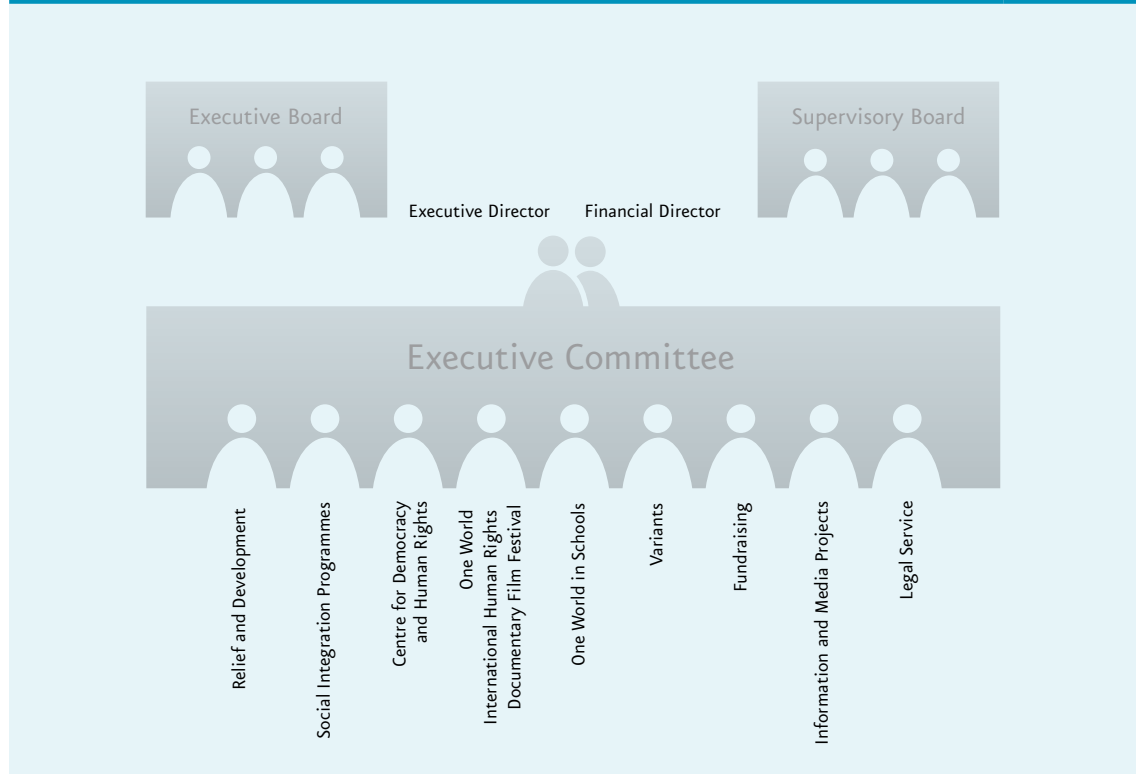 Executive Board
Supervisory Board
Executive Director
Financial Director
Executive Committee
Relief and Development
Social Integration Programmes
Centre for Democracy
and Human Rights
One World
International Human Rights
Documentary Film Festival
One World in Schools
Variants
Fundraising
Information and Media Projects
Legal Service